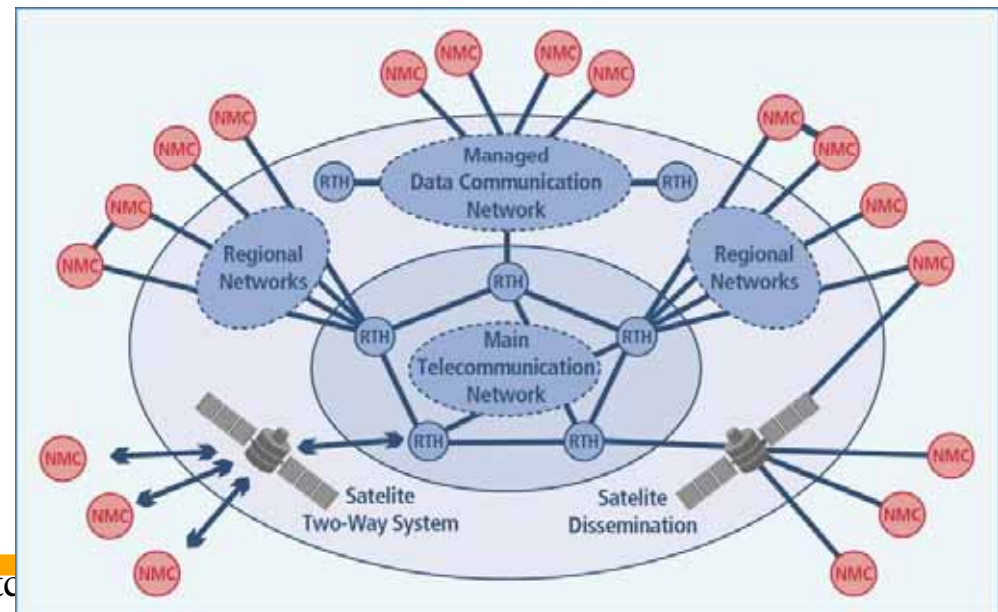 NMC
NMC
NMC
NMC
NMC
NMC
NMC
NMC
NMC
NMC
NMC
NMC
NMC
RTH
Managed
Data Communication
Network
RTH
Regional
Networks
Regional
Networks
RTH
RTH
RTH
Main
Telecommunication
Network
RTH
RTH
NMC
NMC
NMC
Satelite
Two-Way System
Satelite
Dissemination
NMC
NMC
NMC